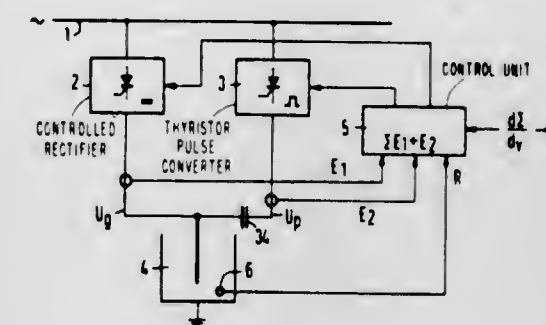 ~
1
2
3
CONTROL UNIT
CONTROLLED
RECTIFIER
THYRISTOR
PULSE
CONVERTER
5
ΣE1+E2
dΣ
dv
E1
R
Ug
Up
E2
34
4
6